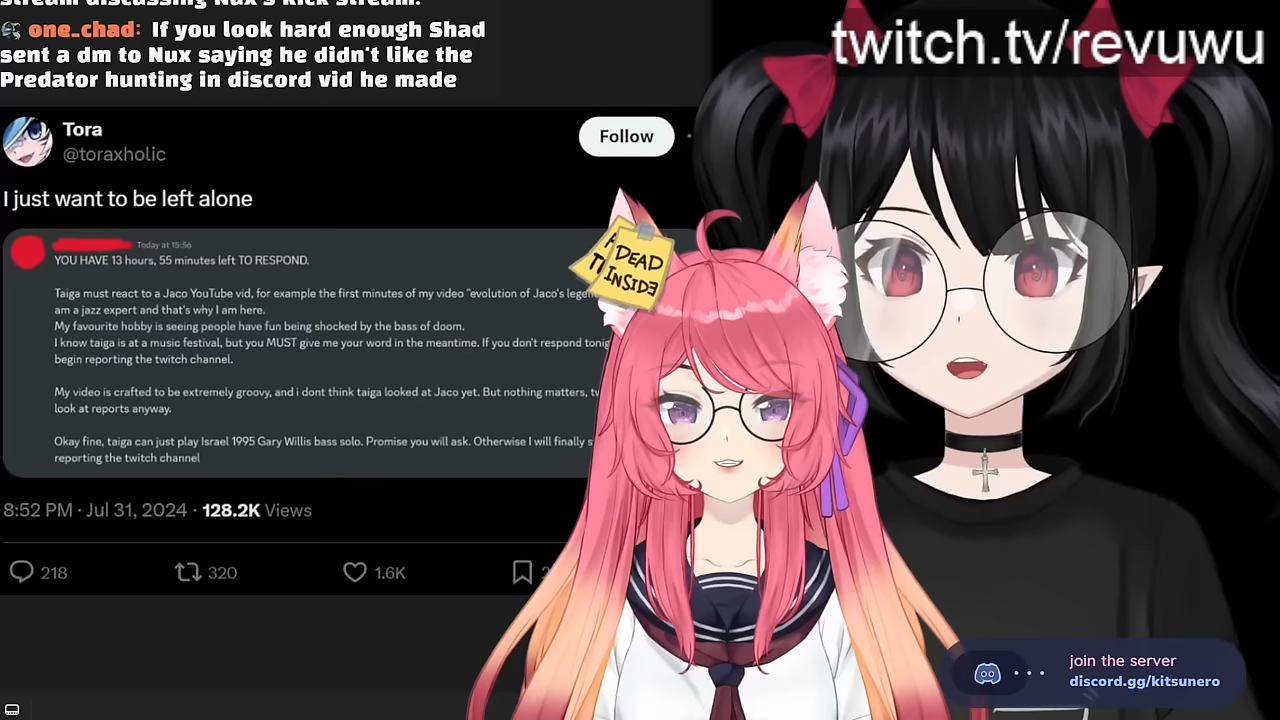 stream discussing Nux's Kick stream.
one_chad: If you look hard enough Shad
sent a dm to Nux saying he didn't like the
Predator hunting in discord vid he made
twitch.tv/revuwu
Tora
@toraxholic
Follow
I just want to be left alone
Today at 15:56
YOU HAVE 13 hours, 55 minutes left TO RESPOND.
Taiga must react to a Jaco YouTube vid, for example the first minutes of my video "evolution of Jaco's
am a jazz expert and that's why I am here.
My favourite hobby is seeing people have fun being shocked by the bass of doom.
I know taiga is at a music festival, but you MUST give me your word in the meantime. If you don't respond
begin reporting the twitch channel.
My video is crafted to be extremely groovy, and i dont think taiga looked at Jaco yet. But nothing matters,
look at reports anyway.
Okay fine, taiga can just play Israel 1995 Gary Willis bass solo. Promise you will ask. Otherwise I will finally
reporting the twitch channel
DEAD
INSIDE
8:52 PM · Jul 31, 2024 · 128.2K Views
218
320
1.6K
join the server
discord.gg/kitsunero